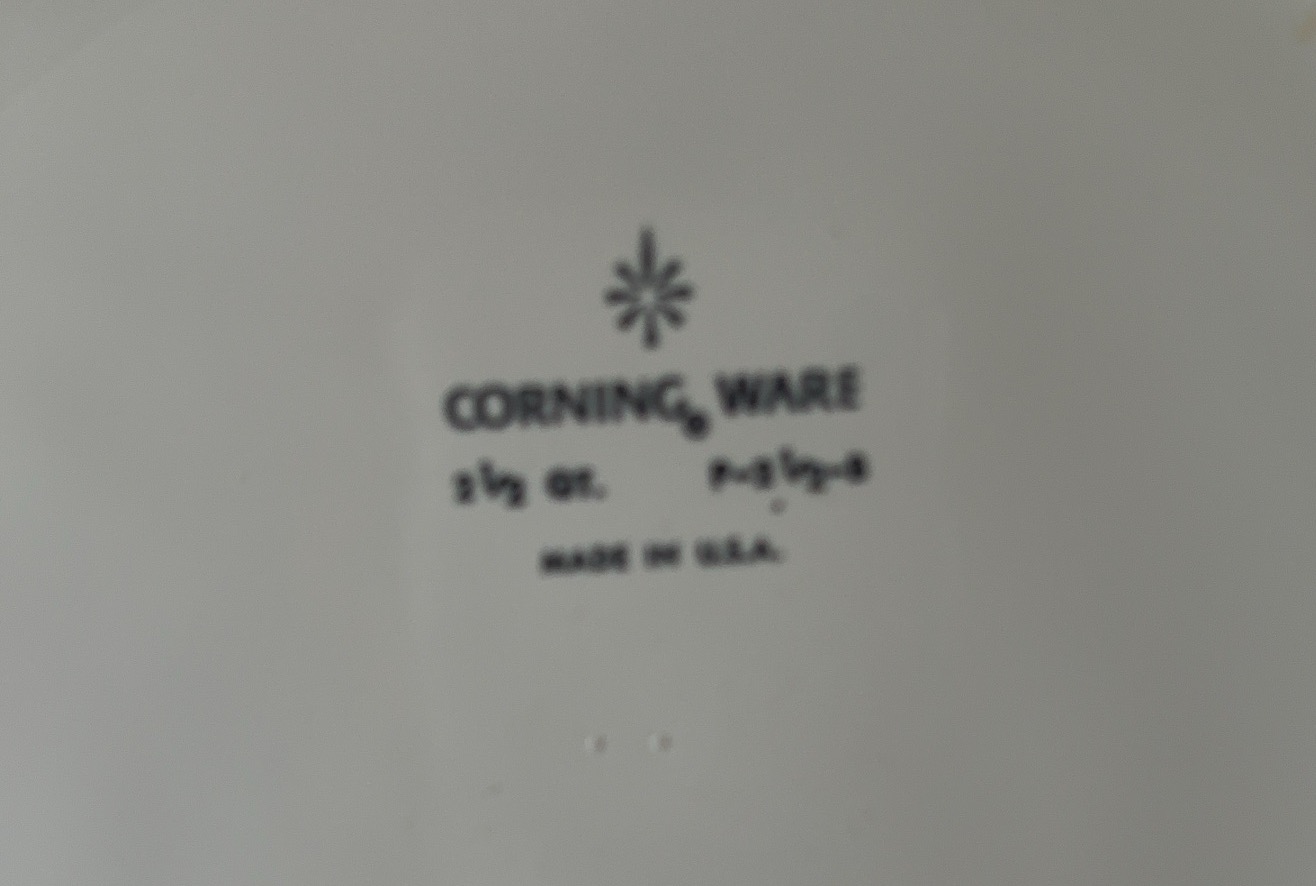 CORNING® WARE
2½ QT. P-2½-B
MADE IN U.S.A.